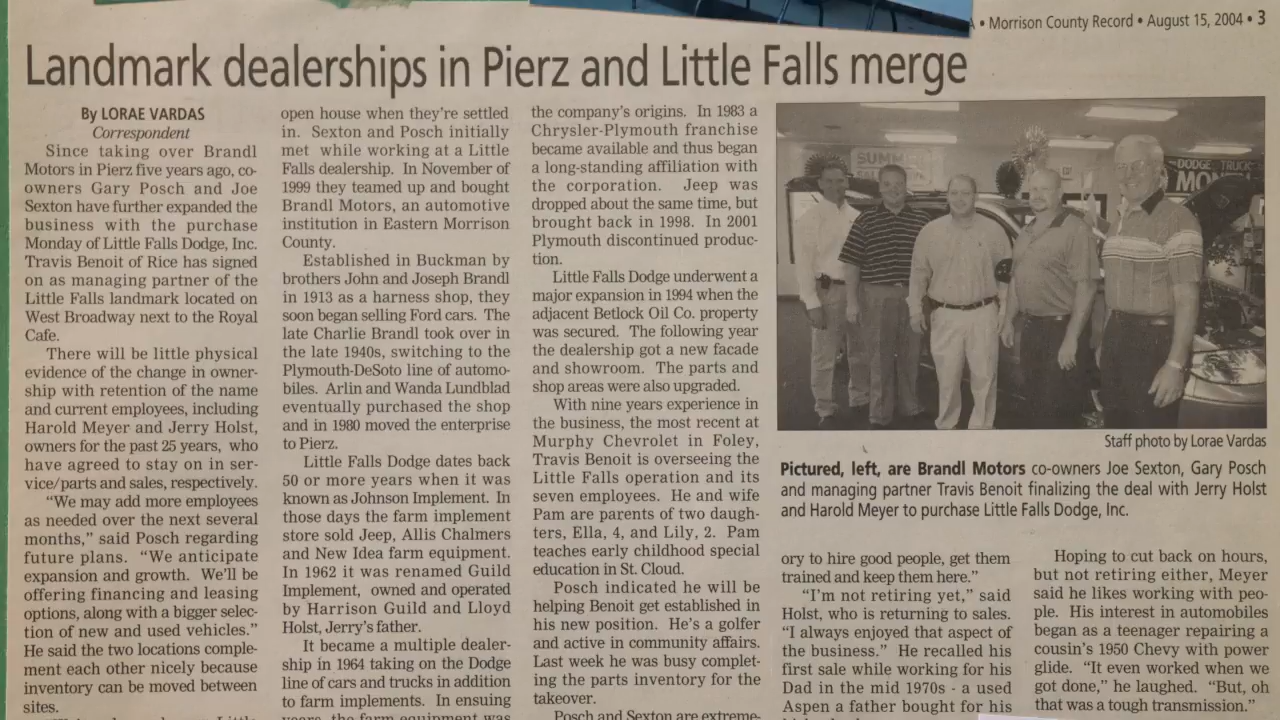 • Morrison County Record • August 15, 2004 • 3
Landmark dealerships in Pierz and Little Falls merge
By LORAE VARDAS
Correspondent
Since taking over Brandl
Motors in Pierz five years ago, co-
owners Gary Posch and Joe
Sexton have further expanded the
business with the purchase
Monday of Little Falls Dodge, Inc.
Travis Benoit of Rice has signed
on as managing partner of the
Little Falls landmark located on
West Broadway next to the Royal
Cafe.
There will be little physical
evidence of the change in owner-
ship with retention of the name
and current employees, including
Harold Meyer and Jerry Holst,
owners for the past 25 years, who
have agreed to stay on in ser-
vice/parts and sales, respectively.
“We may add more employees
as needed over the next several
months,” said Posch regarding
future plans. “We anticipate
expansion and growth. We’ll be
offering financing and leasing
options, along with a bigger selec-
tion of new and used vehicles.”
He said the two locations comple-
ment each other nicely because
inventory can be moved between
sites.
open house when they’re settled
in. Sexton and Posch initially
met while working at a Little
Falls dealership. In November of
1999 they teamed up and bought
Brandl Motors, an automotive
institution in Eastern Morrison
County.
Established in Buckman by
brothers John and Joseph Brandl
in 1913 as a harness shop, they
soon began selling Ford cars. The
late Charlie Brandl took over in
the late 1940s, switching to the
Plymouth-DeSoto line of automo-
biles. Arlin and Wanda Lundblad
eventually purchased the shop
and in 1980 moved the enterprise
to Pierz.
Little Falls Dodge dates back
50 or more years when it was
known as Johnson Implement. In
those days the farm implement
store sold Jeep, Allis Chalmers
and New Idea farm equipment.
In 1962 it was renamed Guild
Implement, owned and operated
by Harrison Guild and Lloyd
Holst, Jerry’s father.
It became a multiple dealer-
ship in 1964 taking on the Dodge
line of cars and trucks in addition
to farm implements. In ensuing
years, the farm equipment was
the company’s origins. In 1983 a
Chrysler-Plymouth franchise
became available and thus began
a long-standing affiliation with
the corporation. Jeep was
dropped about the same time, but
brought back in 1998. In 2001
Plymouth discontinued produc-
tion.
Little Falls Dodge underwent a
major expansion in 1994 when the
adjacent Betlock Oil Co. property
was secured. The following year
the dealership got a new facade
and showroom. The parts and
shop areas were also upgraded.
With nine years experience in
the business, the most recent at
Murphy Chevrolet in Foley,
Travis Benoit is overseeing the
Little Falls operation and its
seven employees. He and wife
Pam are parents of two daugh-
ters, Ella, 4, and Lily, 2. Pam
teaches early childhood special
education in St. Cloud.
Posch indicated he will be
helping Benoit get established in
his new position. He’s a golfer
and active in community affairs.
Last week he was busy complet-
ing the parts inventory for the
takeover.
Posch and Sexton are extreme-
SUMMER
DODGE TRUCK
MON
Staff photo by Lorae Vardas
Pictured, left, are Brandl Motors co-owners Joe Sexton, Gary Posch
and managing partner Travis Benoit finalizing the deal with Jerry Holst
and Harold Meyer to purchase Little Falls Dodge, Inc.
ory to hire good people, get them
trained and keep them here.”
“I’m not retiring yet,” said
Holst, who is returning to sales.
“I always enjoyed that aspect of
the business.” He recalled his
first sale while working for his
Dad in the mid 1970s - a used
Aspen a father bought for his
Hoping to cut back on hours,
but not retiring either, Meyer
said he likes working with peo-
ple. His interest in automobiles
began as a teenager repairing a
cousin’s 1950 Chevy with power
glide. “It even worked when we
got done,” he laughed. “But, oh
that was a tough transmission.”